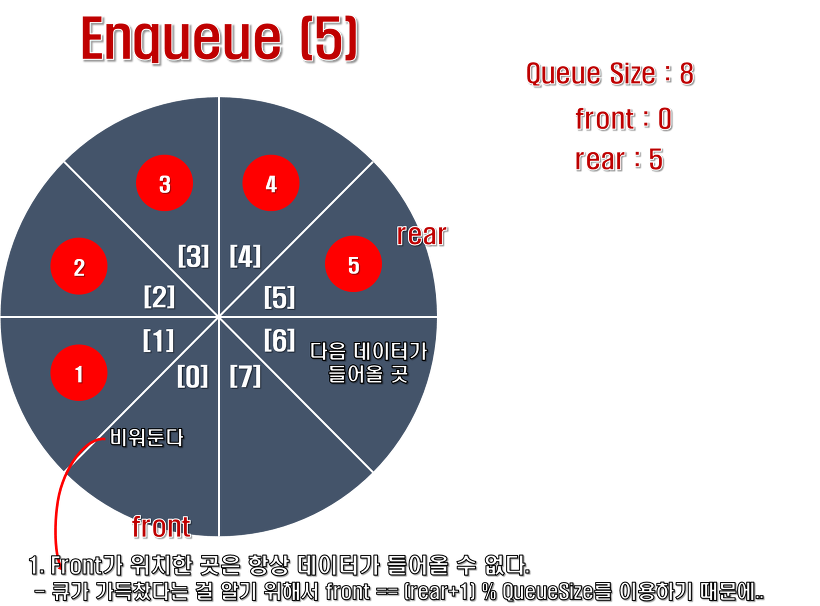 Enqueue (5)
Queue Size : 8
front : 0
rear : 5
3
4
rear
2
5
[3]
[4]
[2]
[5]
[1]
[6]
다음 데이터가
들어올 곳
1
[0]
[7]
비워둔다
front
1. Front가 위치한 곳은 항상 데이터가 들어올 수 없다.
- 큐가 가득찼다는 걸 알기 위해서 front == (rear+1) % QueueSize를 이용하기 때문에..